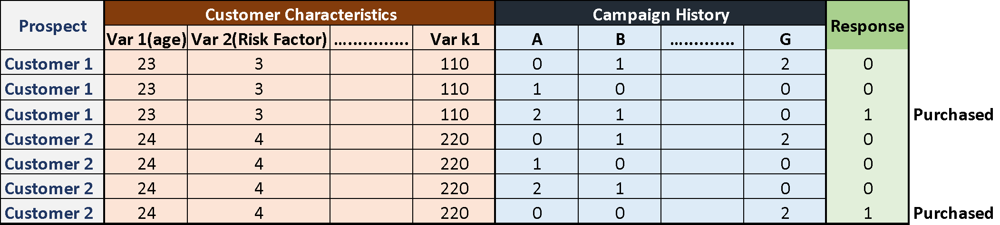 Prospect Customer Characteristics Campaign History Response
Var 1(age) Var 2(Risk Factor) ............... Var k1 A B ............. G
Customer 1 23 3 110 0 1 2 0
Customer 1 23 3 110 1 0 0 0
Customer 1 23 3 110 2 1 0 1 Purchased
Customer 2 24 4 220 0 1 2 0
Customer 2 24 4 220 1 0 0 0
Customer 2 24 4 220 2 1 0 0
Customer 2 24 4 220 0 0 2 1 Purchased